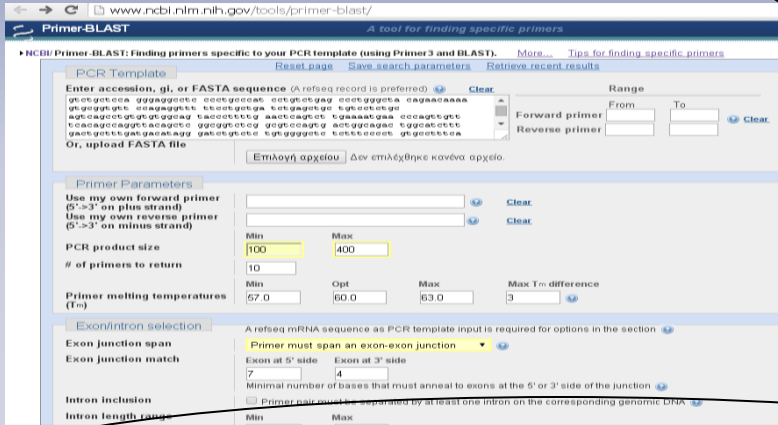 www.ncbi.nlm.nih.gov/tools/primer-blast/
Primer-BLAST A tool for finding specific primers
NCBI/ Primer-BLAST: Finding primers specific to your PCR template (using Primer3 and BLAST). More... Tips for finding specific primers
Reset page Save search parameters Retrieve recent results
PCR Template
Enter accession, gi, or FASTA sequence (A refseq record is preferred) Clear Range
gtctgctcca gggaggcctc ccctgcccat cctgtctgag ccctgggcta cagaacaaaa
From To
Forward primer Clear
Reverse primer
Or, upload FASTA file
Επιλογή αρχείου Δεν επιλέχθηκε κανένα αρχείο.
Primer Parameters
Use my own forward primer (5'->3' on plus strand) Clear
Use my own reverse primer (5'->3' on minus strand) Clear
Min Max
PCR product size 100 400
# of primers to return 10
Min Opt Max Max Tm difference
Primer melting temperatures (Tm) 57.0 60.0 63.0 3
Exon/intron selection A refseq mRNA sequence as PCR template input is required for options in the section
Exon junction span Primer must span an exon-exon junction
Exon junction match Exon at 5' side Exon at 3' side
7 4
Minimal number of bases that must anneal to exons at the 5' or 3' side of the junction
Intron inclusion Primer pair must be separated by at least one intron on the corresponding genomic DNA
Intron length range Min Max